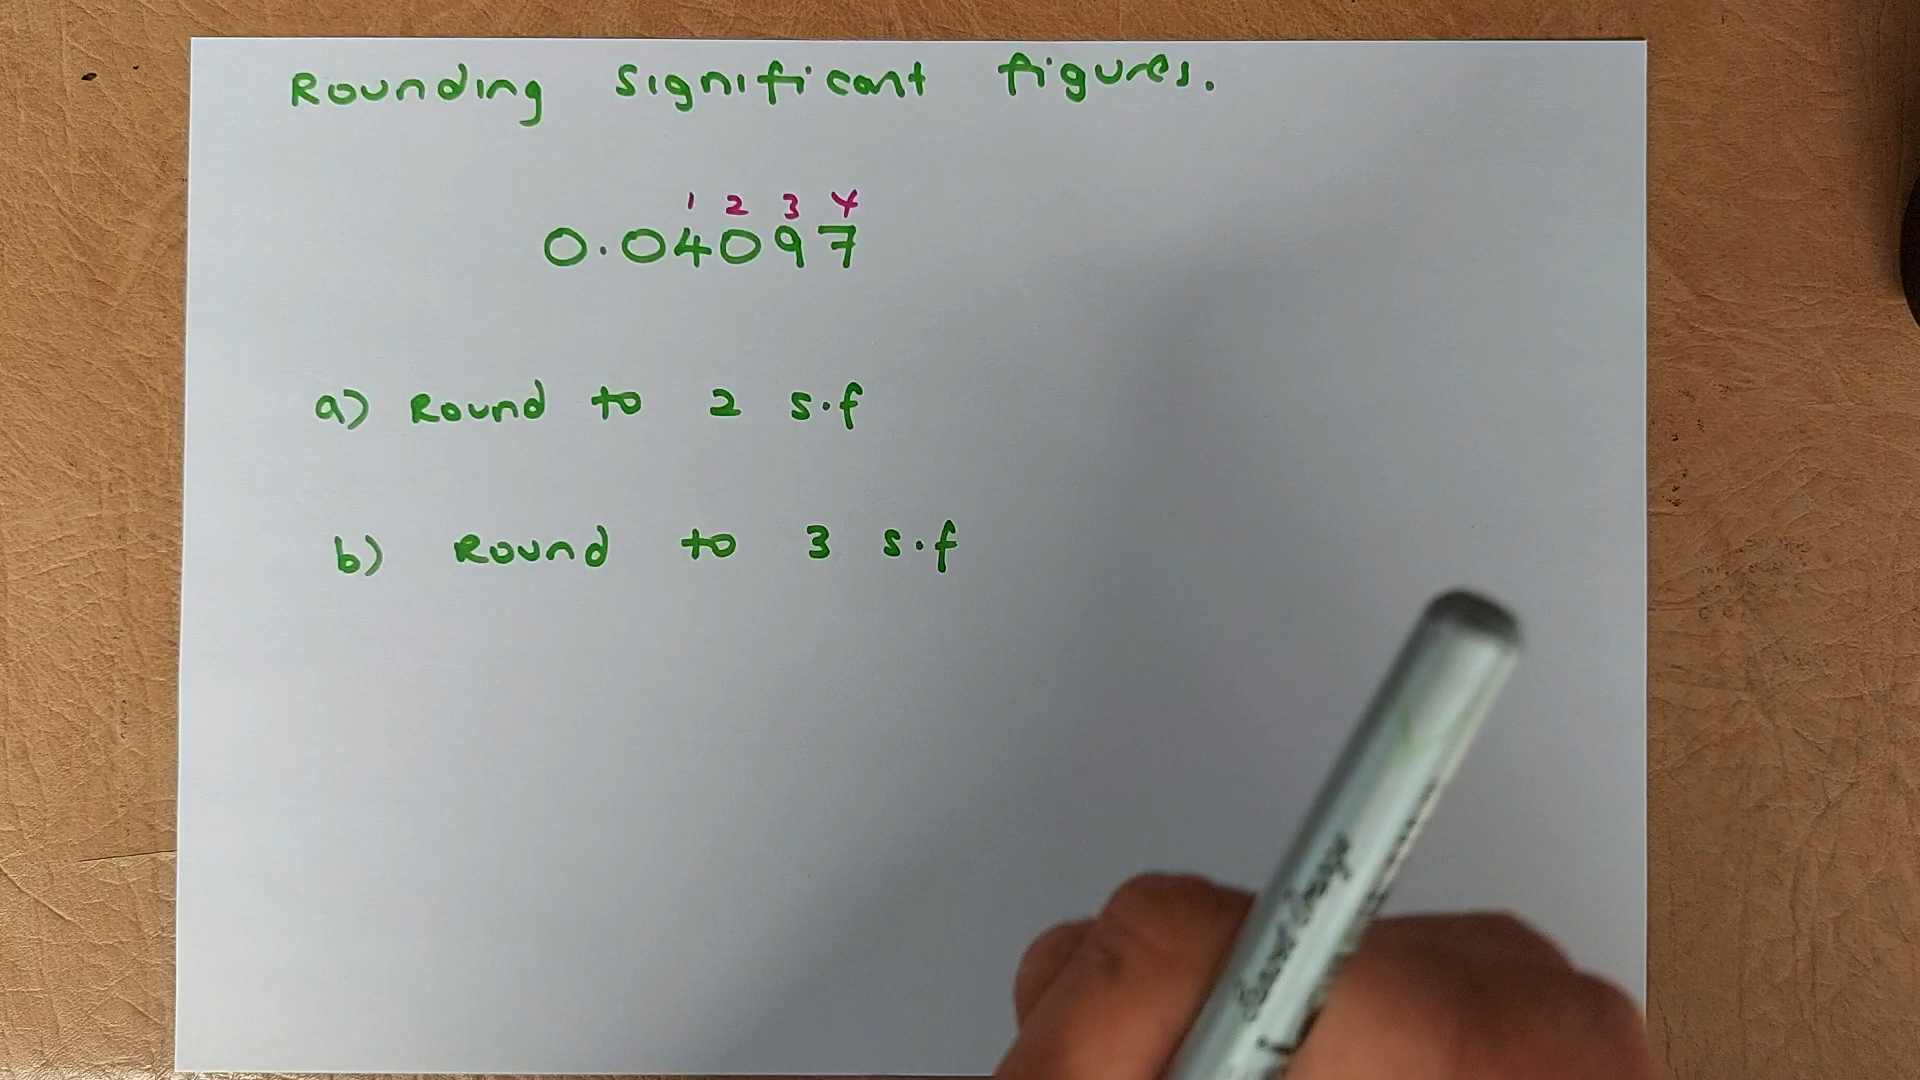 Rounding significant figures.
1 2 3 4
0.04097
a) Round to 2 s.f
b) Round to 3 s.f